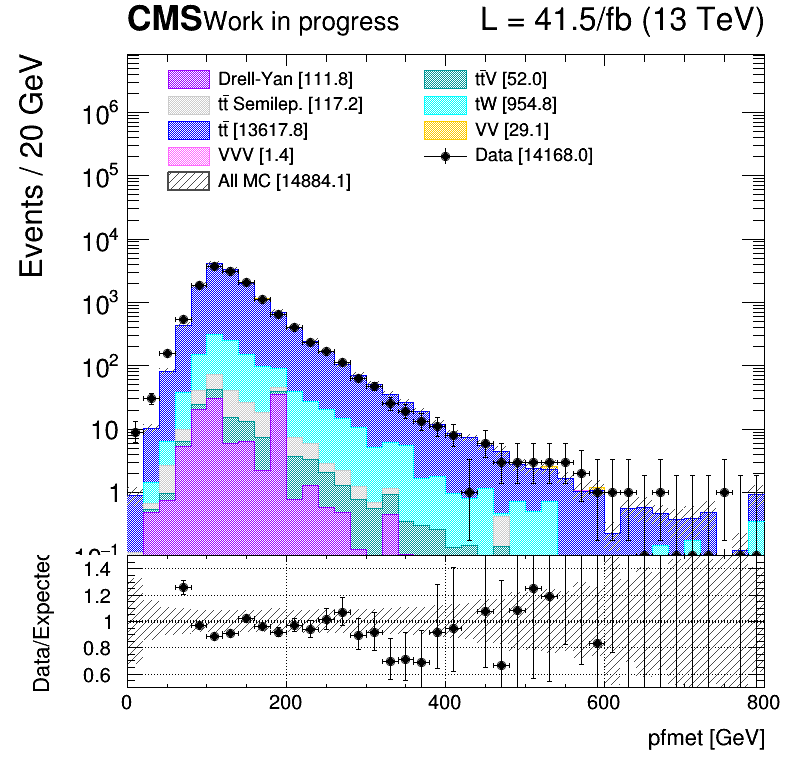 CMS Work in progress L = 41.5/fb (13 TeV)
Events / 20 GeV
Drell-Yan [111.8]
tt̄ Semilep. [117.2]
tt̄ [13617.8]
VVV [1.4]
All MC [14884.1]
tt̄V [52.0]
tW [954.8]
VV [29.1]
Data [14168.0]
10⁶
10⁵
10⁴
10³
10²
10
1
10⁻¹
Data/Expected
1.4
1.2
1
0.8
0.6
0 200 400 600 800
pfmet [GeV]